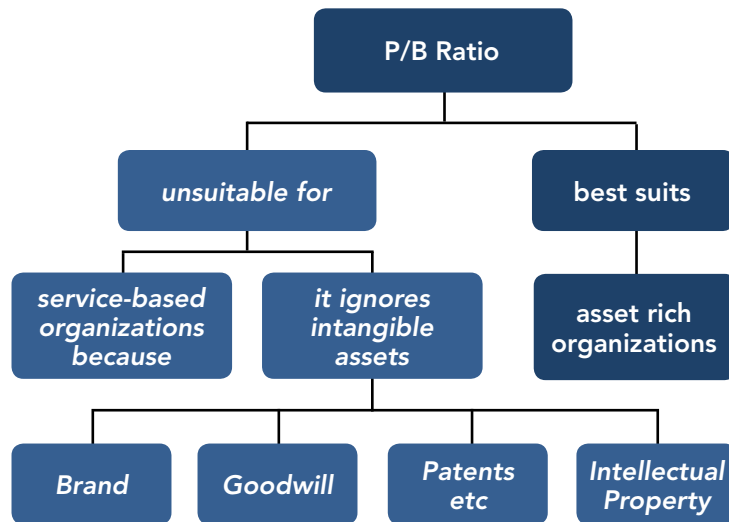 P/B Ratio
unsuitable for
best suits
service-based
organizations
because
it ignores
intangible
assets
asset rich
organizations
Brand
Goodwill
Patents
etc
Intellectual
Property